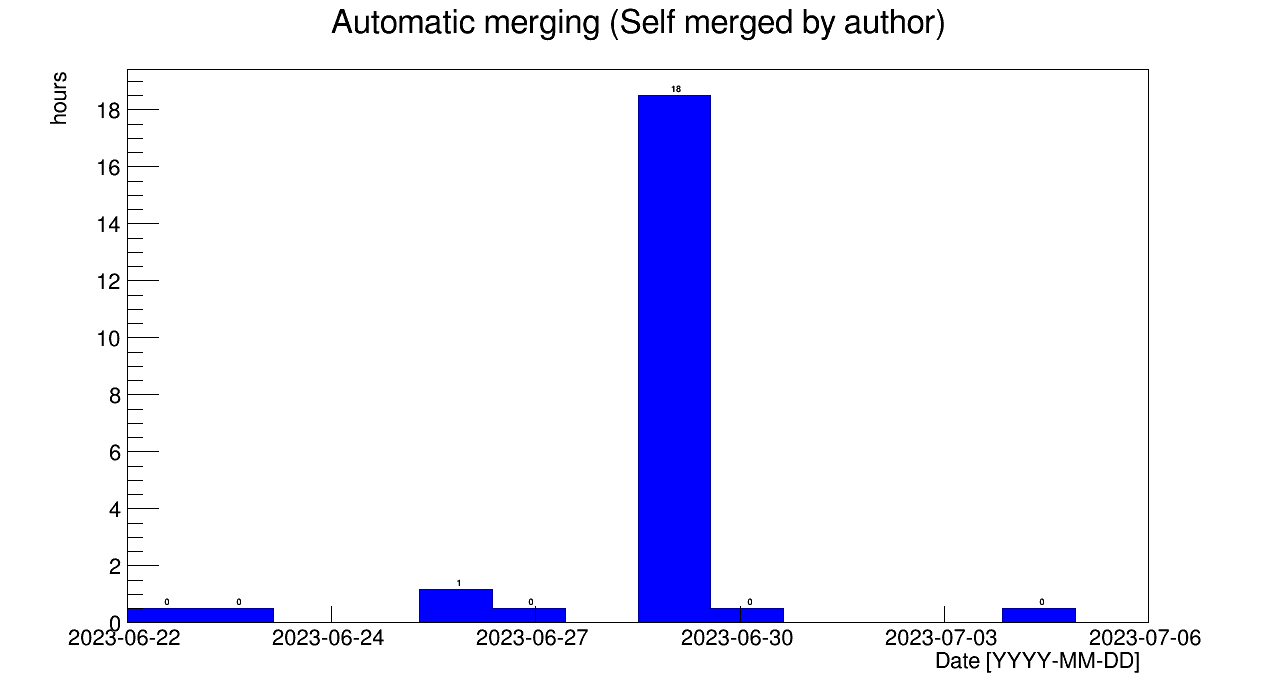 Automatic merging (Self merged by author)
hours
18
16
14
12
10
8
6
4
2
0
0 0 1 0 18 0 0
2023-06-22 2023-06-24 2023-06-27 2023-06-30 2023-07-03 2023-07-06
Date [YYYY-MM-DD]